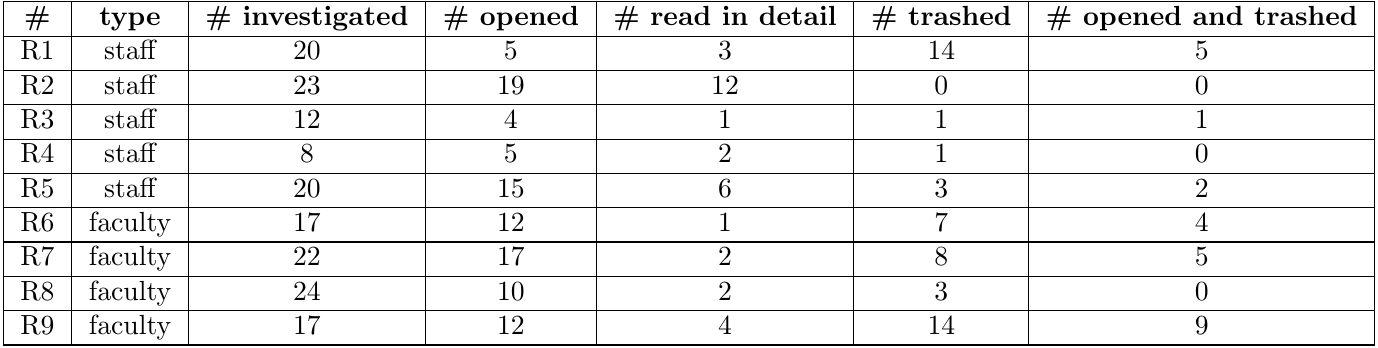 # type # investigated # opened # read in detail # trashed # opened and trashed
R1 staff 20 5 3 14 5
R2 staff 23 19 12 0 0
R3 staff 12 4 1 1 1
R4 staff 8 5 2 1 0
R5 staff 20 15 6 3 2
R6 faculty 17 12 1 7 4
R7 faculty 22 17 2 8 5
R8 faculty 24 10 2 3 0
R9 faculty 17 12 4 14 9